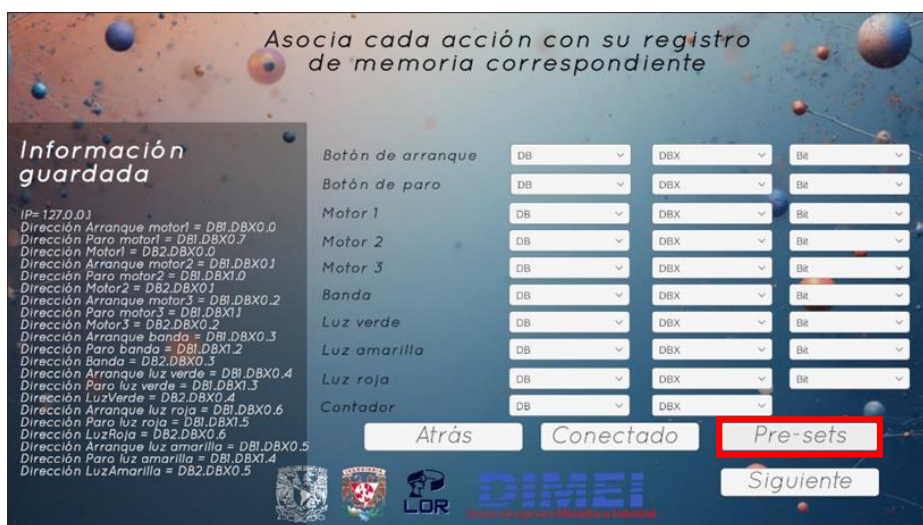 Asocia cada acción con su registro
de memoria correspondiente
Información
guardada
IP= 127.0.0.1
Dirección Arranque motor1 = DB1.DBX0.0
Dirección Paro motor1 = DB1.DBX0.7
Dirección Motor1 = DB2.DBX0.0
Dirección Arranque motor2 = DB1.DBX0.1
Dirección Paro motor2 = DB1.DBX1.0
Dirección Motor2 = DB2.DBX0.1
Dirección Arranque motor3 = DB1.DBX0.2
Dirección Paro motor3 = DB1.DBX1.1
Dirección Motor3 = DB2.DBX0.2
Dirección Arranque banda = DB1.DBX0.3
Dirección Paro banda = DB1.DBX1.2
Dirección Banda = DB2.DBX0.3
Dirección Arranque luz verde = DB1.DBX0.4
Dirección Paro luz verde = DB1.DBX1.3
Dirección LuzVerde = DB2.DBX0.4
Dirección Arranque luz roja = DB1.DBX0.6
Dirección Paro luz roja = DB1.DBX1.5
Dirección LuzRoja = DB2.DBX0.6
Dirección Arranque luz amarilla = DB1.DBX0.5
Dirección Paro luz amarilla = DB1.DBX1.4
Dirección LuzAmarilla = DB2.DBX0.5
Botón de arranque DB DBX Bit
Botón de paro DB DBX Bit
Motor 1 DB DBX Bit
Motor 2 DB DBX Bit
Motor 3 DB DBX Bit
Banda DB DBX Bit
Luz verde DB DBX Bit
Luz amarilla DB DBX Bit
Luz roja DB DBX Bit
Contador DB DBX
Atrás Conectado Pre-sets
Siguiente
LDR
DIMEI